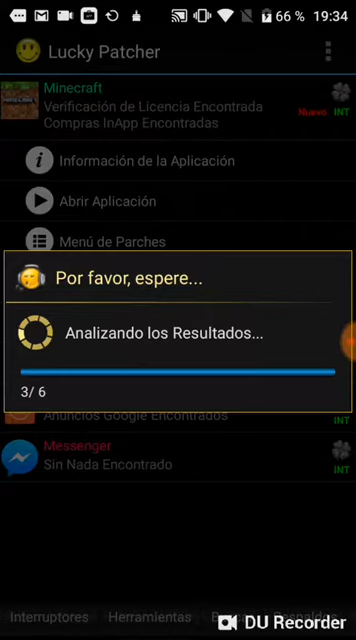 66 % 19:34
Lucky Patcher
Minecraft
Verificación de Licencia Encontrada
Compras InApp Encontradas
Nuevo INT
Información de la Aplicación
Abrir Aplicación
Menú de Parches
Por favor, espere...
Analizando los Resultados...
3/ 6
Anuncios Google Encontrados
INT
Messenger
Sin Nada Encontrado
INT
Interruptores Herramientas
DU Recorder